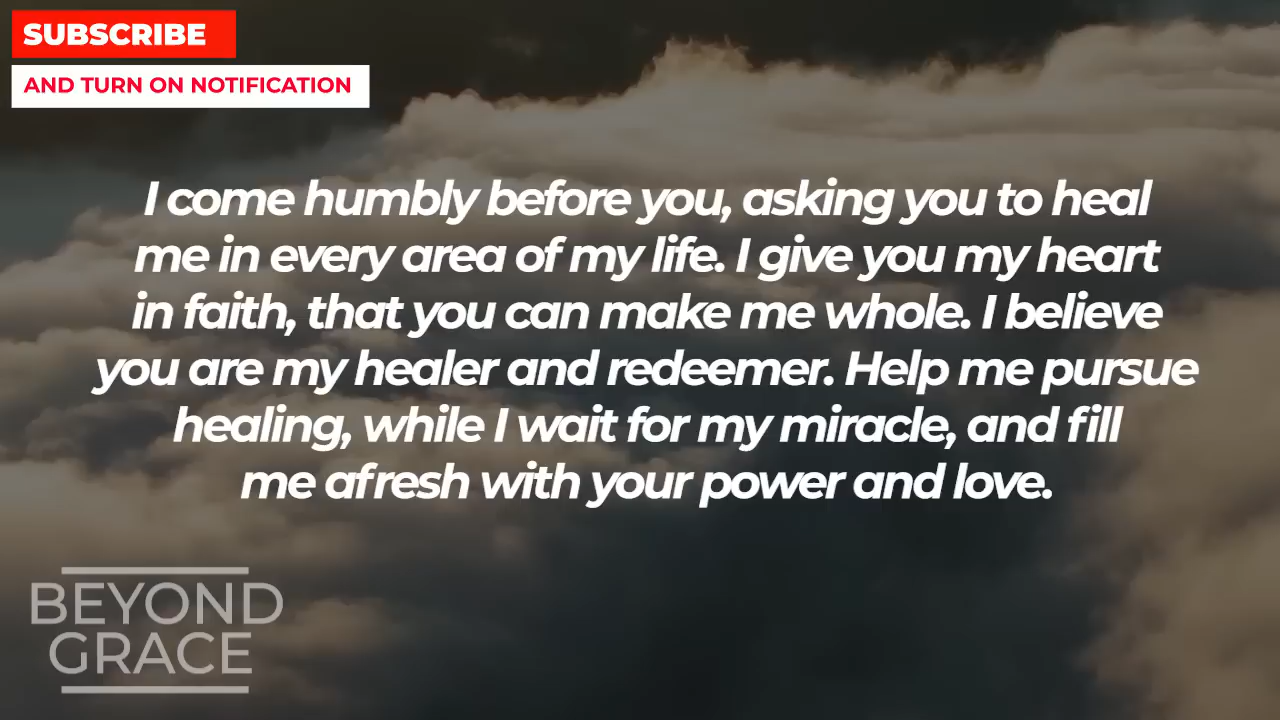 SUBSCRIBE
AND TURN ON NOTIFICATION
I come humbly before you, asking you to heal
me in every area of my life. I give you my heart
in faith, that you can make me whole. I believe
you are my healer and redeemer. Help me pursue
healing, while I wait for my miracle, and fill
me afresh with your power and love.
BEYOND
GRACE